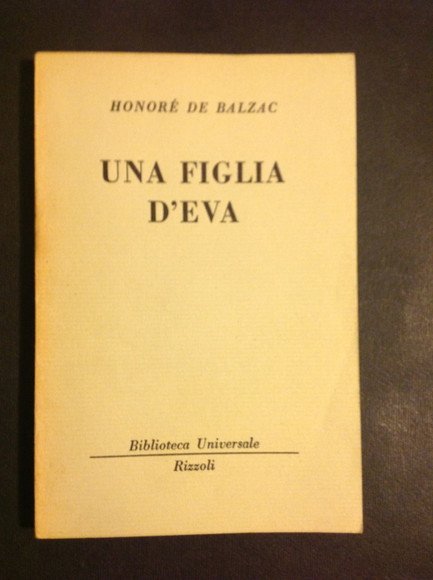 HONORÉ DE BALZAC
UNA FIGLIA
D'EVA
Biblioteca Universale
Rizzoli